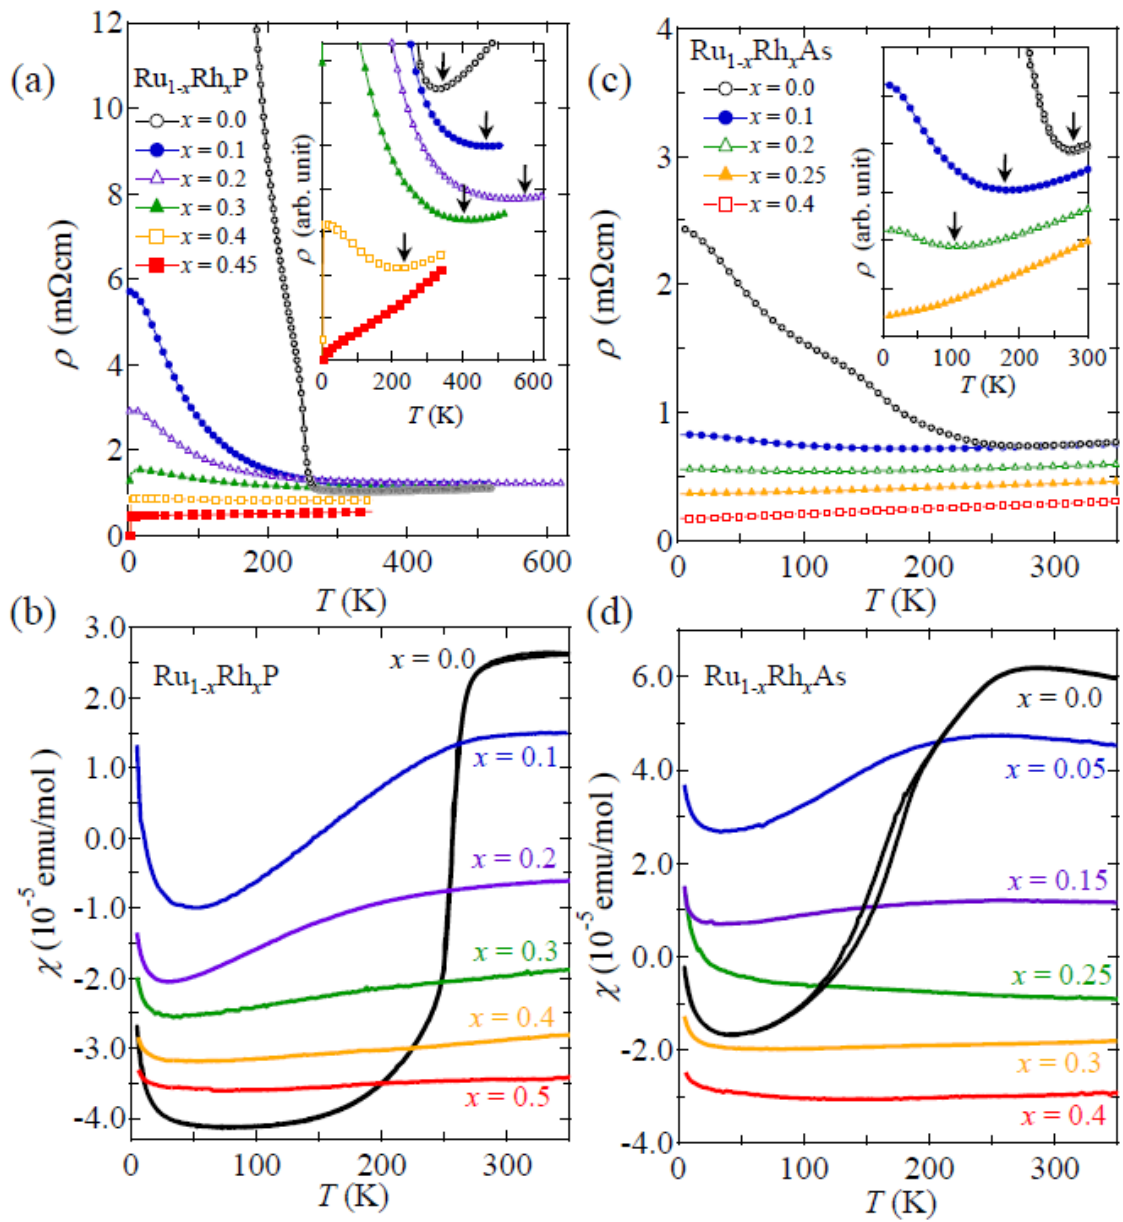 (a)
12
10
8
6
4
2
0
ρ (mΩcm)
Ru1-xRhxP
x = 0.0
x = 0.1
x = 0.2
x = 0.3
x = 0.4
x = 0.45
ρ (arb. unit)
0 200 400 600
T (K)
0 200 400 600
T (K)
(c)
4
3
2
1
0
ρ (mΩcm)
Ru1-xRhxAs
x = 0.0
x = 0.1
x = 0.2
x = 0.25
x = 0.4
ρ (arb. unit)
0 100 200 300
T (K)
0 100 200 300
T (K)
(b)
3.0
2.0
1.0
0.0
-1.0
-2.0
-3.0
-4.0
χ (10-5 emu/mol)
Ru1-xRhxP
x = 0.0
x = 0.1
x = 0.2
x = 0.3
x = 0.4
x = 0.5
0 100 200 300
T (K)
(d)
6.0
4.0
2.0
0.0
-2.0
-4.0
χ (10-5 emu/mol)
Ru1-xRhxAs
x = 0.0
x = 0.05
x = 0.15
x = 0.25
x = 0.3
x = 0.4
0 100 200 300
T (K)